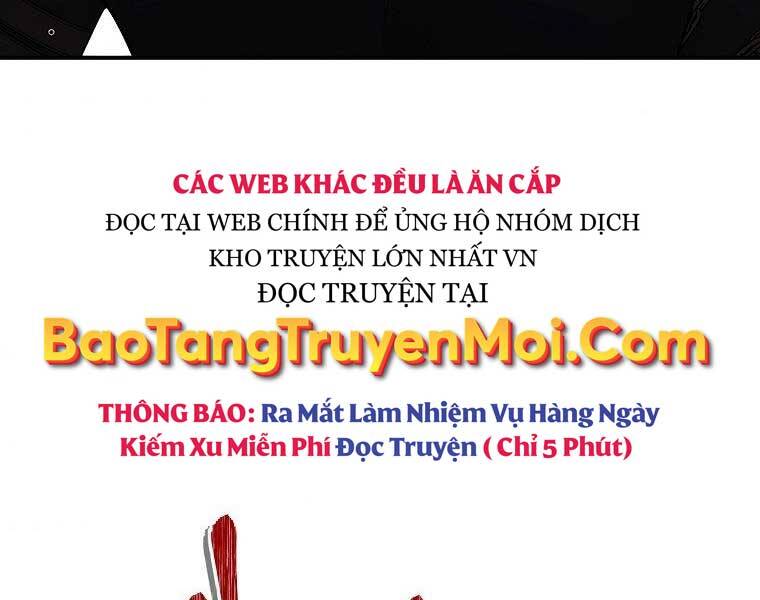 CÁC WEB KHÁC ĐỀU LÀ ĂN CẮP
ĐỌC TẠI WEB CHÍNH ĐỂ ỦNG HỘ NHÓM DỊCH
KHO TRUYỆN LỚN NHẤT VN
ĐỌC TRUYỆN TẠI
BaoTangTruyenMoi.Com
THÔNG BÁO: Ra Mắt Làm Nhiệm Vụ Hàng Ngày
Kiếm Xu Miễn Phí Đọc Truyện ( Chỉ 5 Phút)